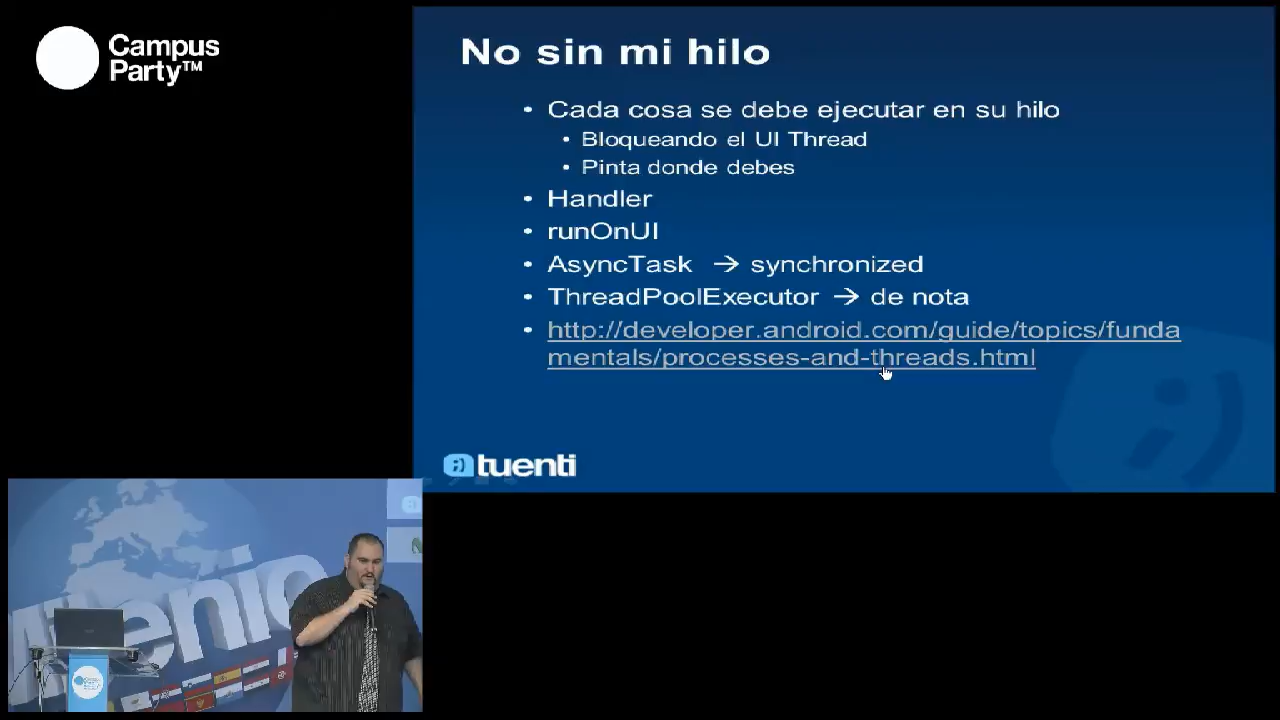 Campus
Party™
No sin mi hilo
• Cada cosa se debe ejecutar en su hilo
• Bloqueando el UI Thread
• Pinta donde debes
• Handler
• runOnUI
• AsyncTask → synchronized
• ThreadPoolExecutor → de nota
• http://developer.android.com/guide/topics/funda
mentals/processes-and-threads.html
;) tuenti
Milenio